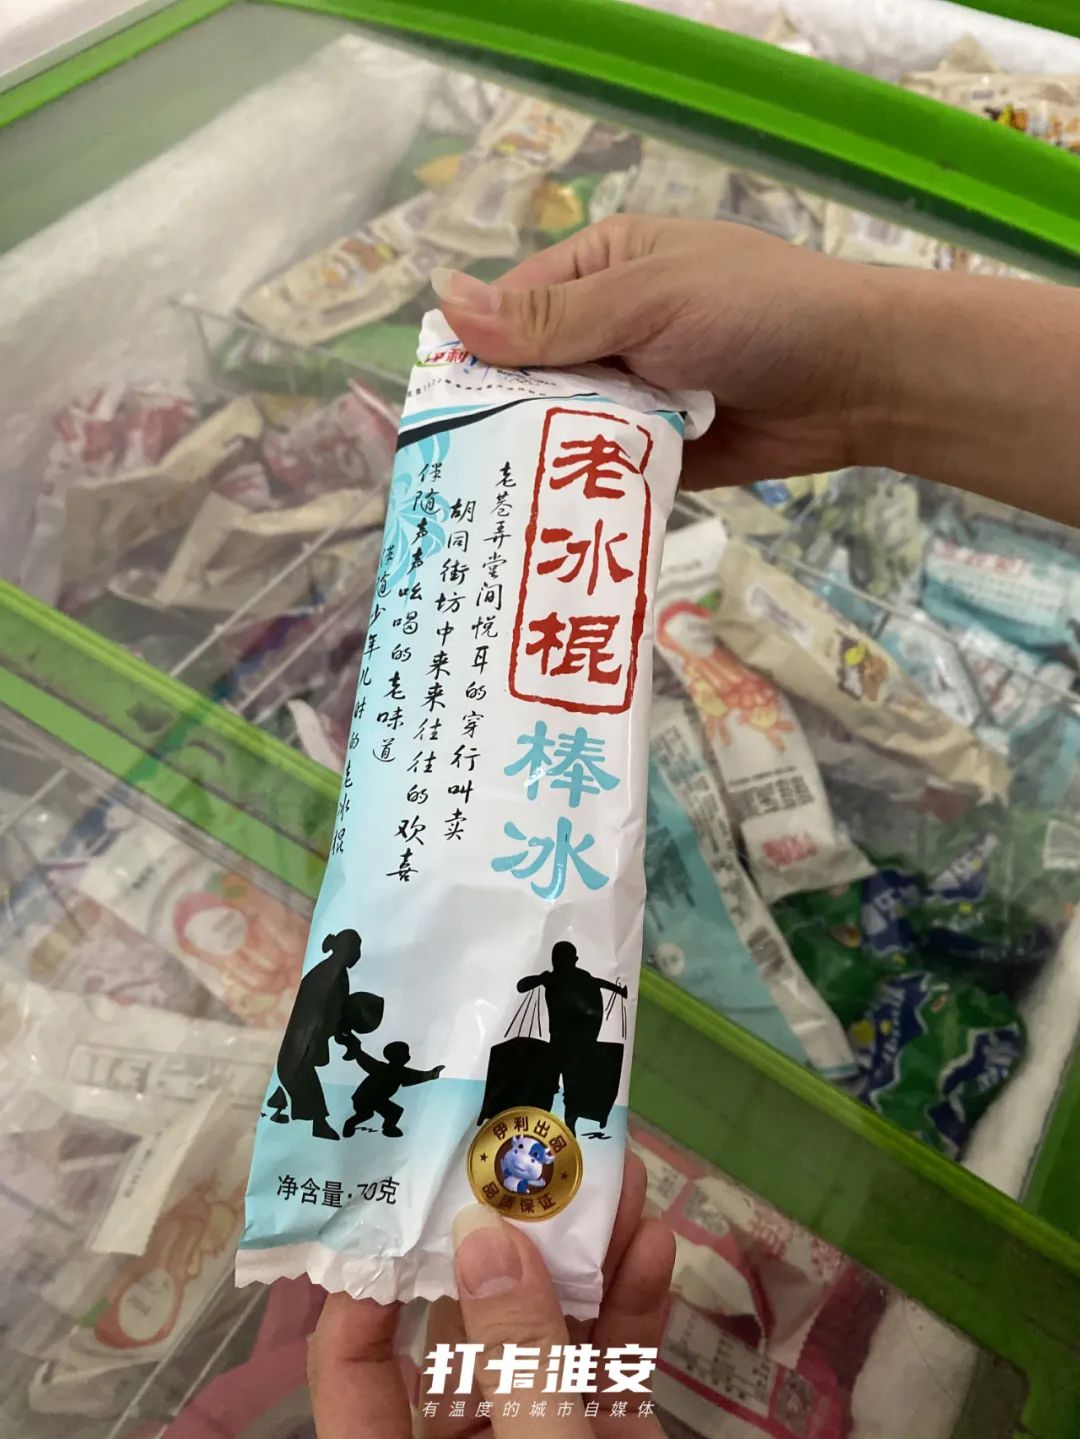 伊利
老冰棍
棒冰
老巷弄堂间悦耳的穿行叫卖
胡同街坊中来来往往的欢喜
伴随声声吆喝的老味道
伴随少年儿时的老冰棍
伊利出品
品质保证
净含量:70克
打卡淮安
有温度的城市自媒体